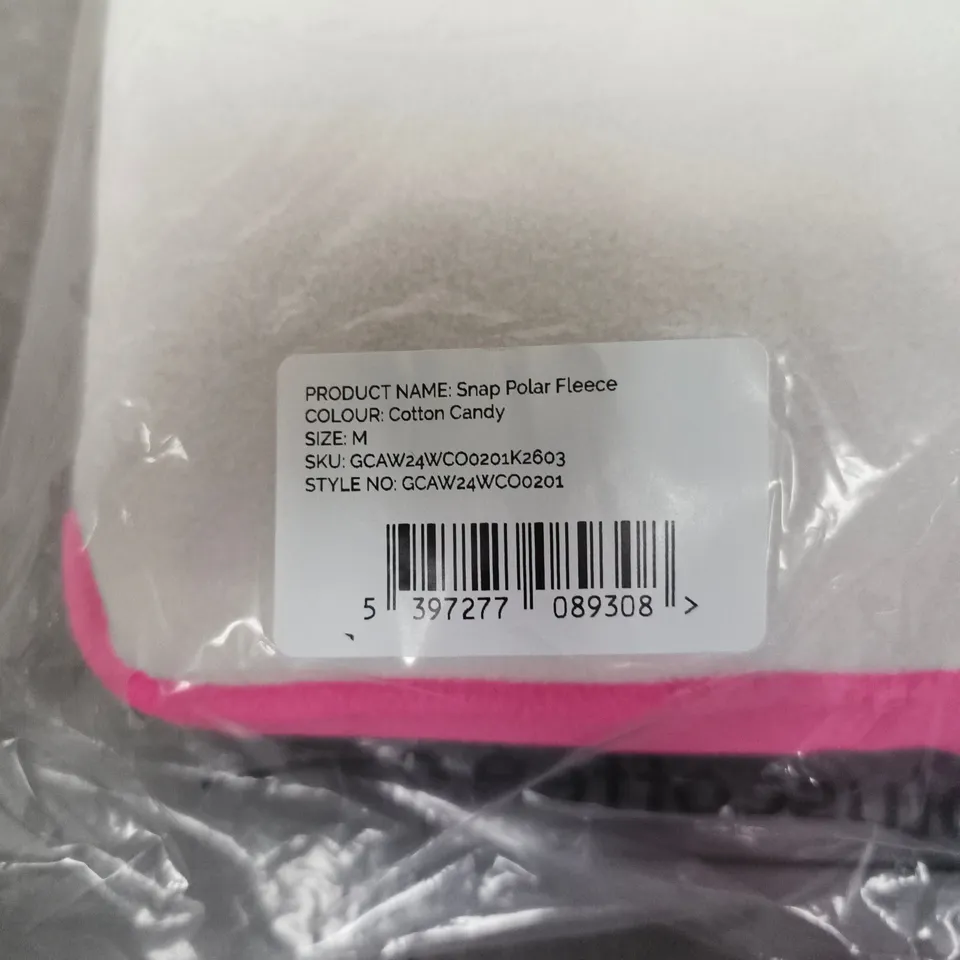 PRODUCT NAME: Snap Polar Fleece
COLOUR: Cotton Candy
SIZE: M
SKU: GCAW24WCO0201K2603
STYLE NO: GCAW24WCO0201
5 397277 089308 >